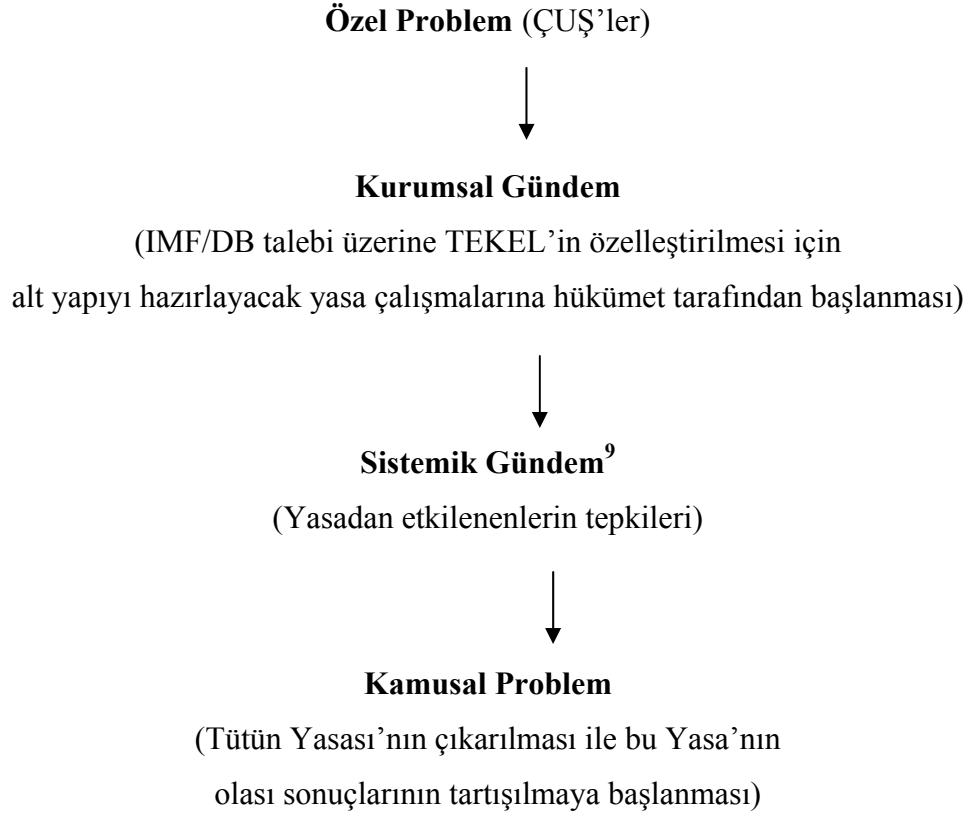 Özel Problem (ÇUŞ’ler)
Kurumsal Gündem
(IMF/DB talebi üzerine TEKEL’in özelleştirilmesi için
alt yapıyı hazırlayacak yasa çalışmalarına hükümet tarafından başlanması)
Sistemik Gündem⁹
(Yasadan etkilenenlerin tepkileri)
Kamusal Problem
(Tütün Yasası’nın çıkarılması ile bu Yasa’nın
olası sonuçlarının tartışılmaya başlanması)